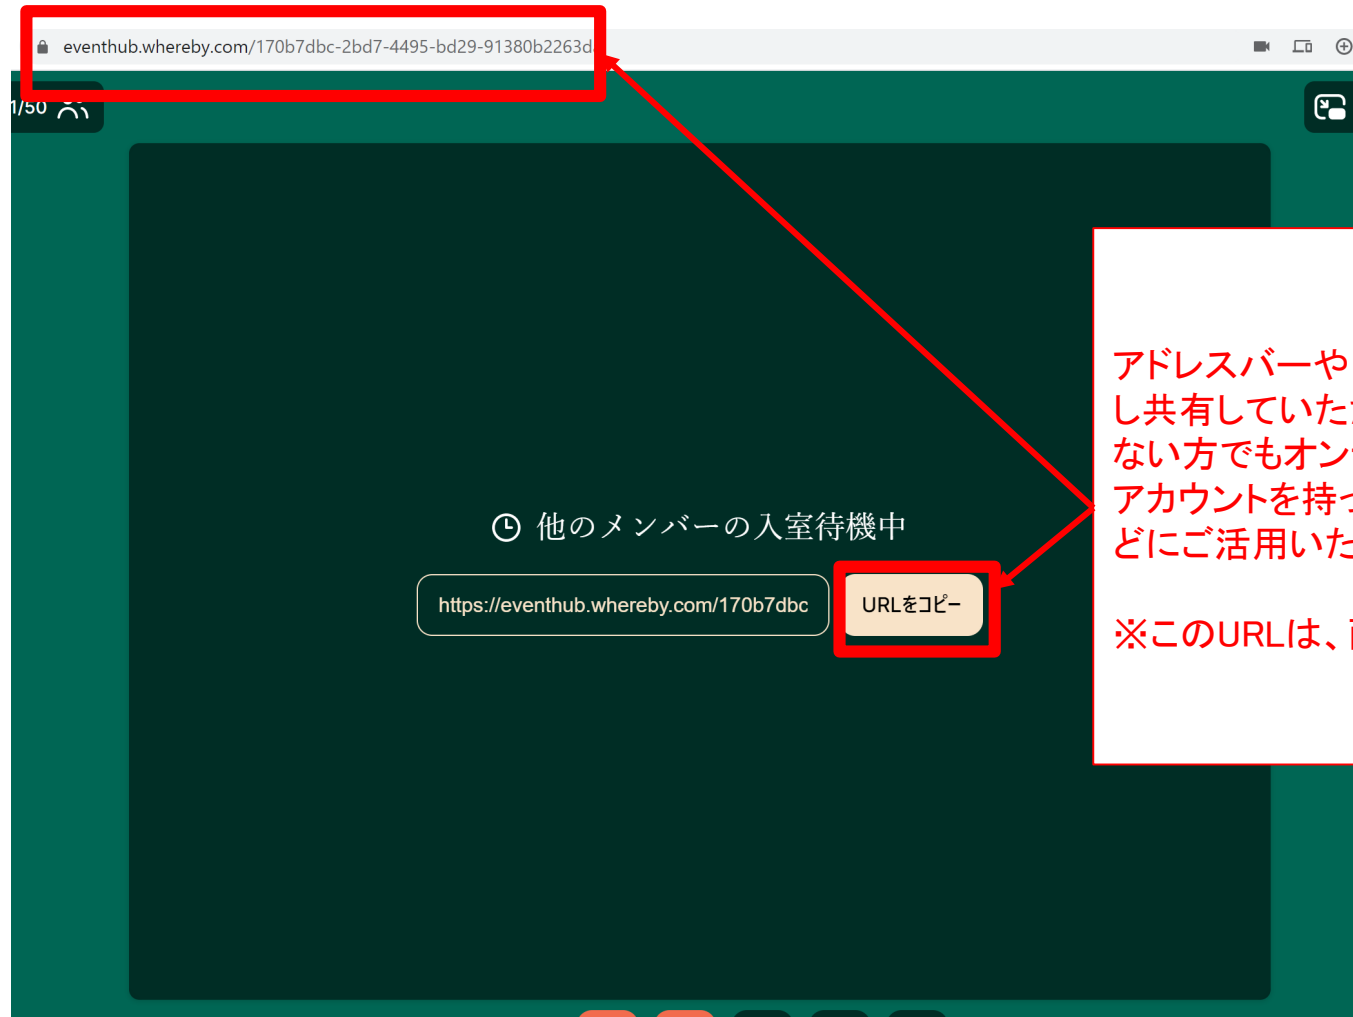 eventhub.whereby.com/170b7dbc-2bd7-4495-bd29-91380b2263d
1/50
アドレスバーや
し共有していた
ない方でもオン
アカウントを持っ
どにご活用いた
※このURLは、
他のメンバーの入室待機中
https://eventhub.whereby.com/170b7dbc
URLをコピー